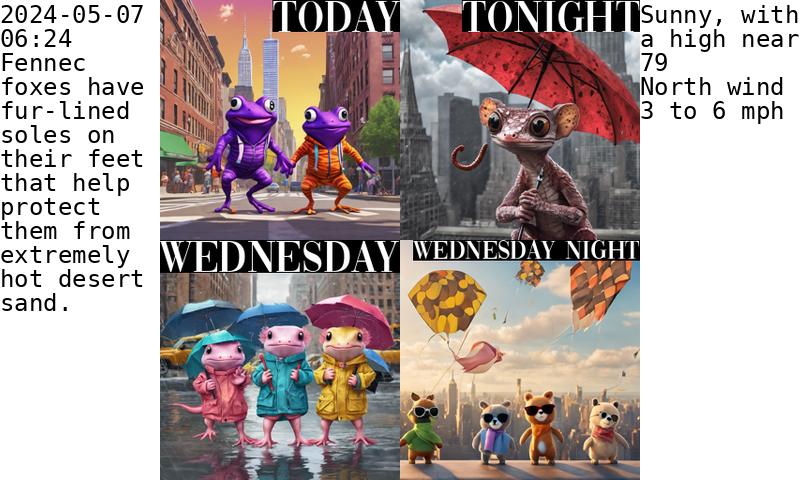 2024-05-07
06:24
Fennec
foxes have
fur-lined
soles on
their feet
that help
protect
them from
extremely
hot desert
sand.
TODAY
TONIGHT
WEDNESDAY
WEDNESDAY NIGHT
Sunny, with
a high near
79
North wind
3 to 6 mph